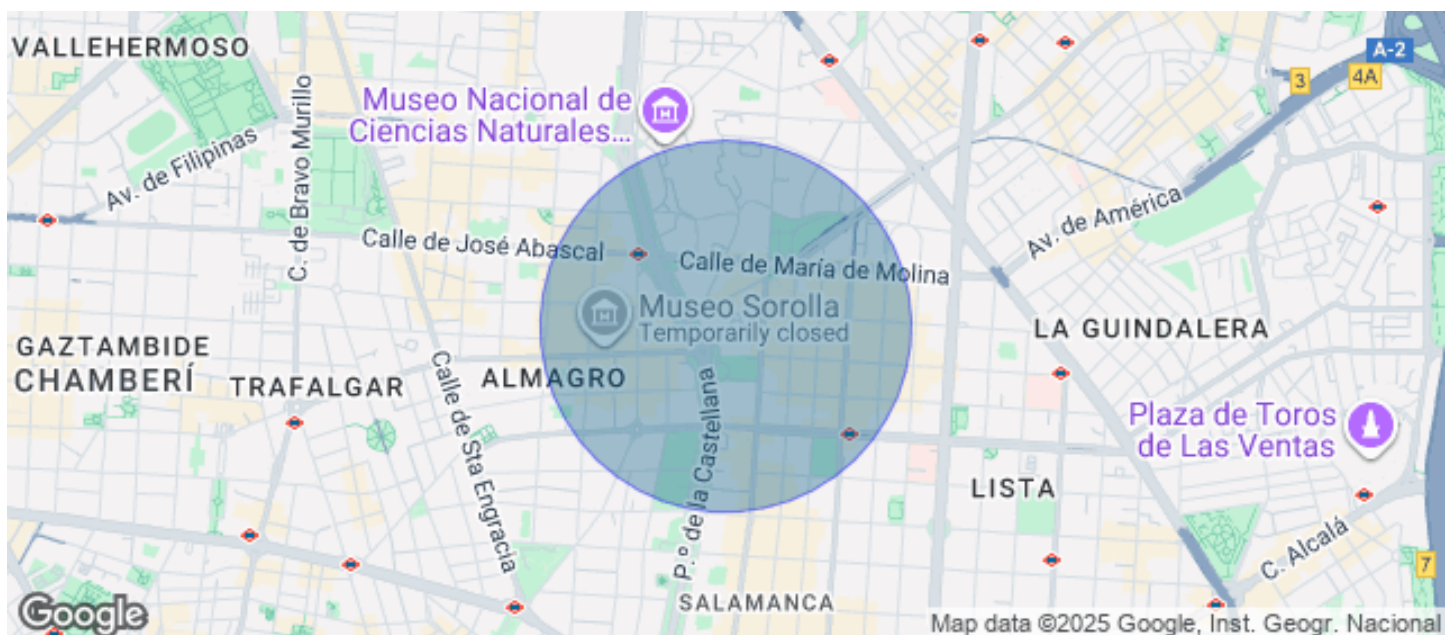 VALLEHERMOSO
A-2
3
4A
Museo Nacional de
Ciencias Naturales...
C. de Bravo Murillo
Av. de Filipinas
Av. de América
Calle de José Abascal
Calle de María de Molina
Museo Sorolla
Temporarily closed
LA GUINDALERA
GAZTAMBIDE
CHAMBERÍ
TRAFALGAR
ALMAGRO
Calle de Sta Engracia
P.º de la Castellana
Plaza de Toros
de Las Ventas
LISTA
C. Alcalá
7
SALAMANCA
Google
Map data ©2025 Google, Inst. Geogr. Nacional